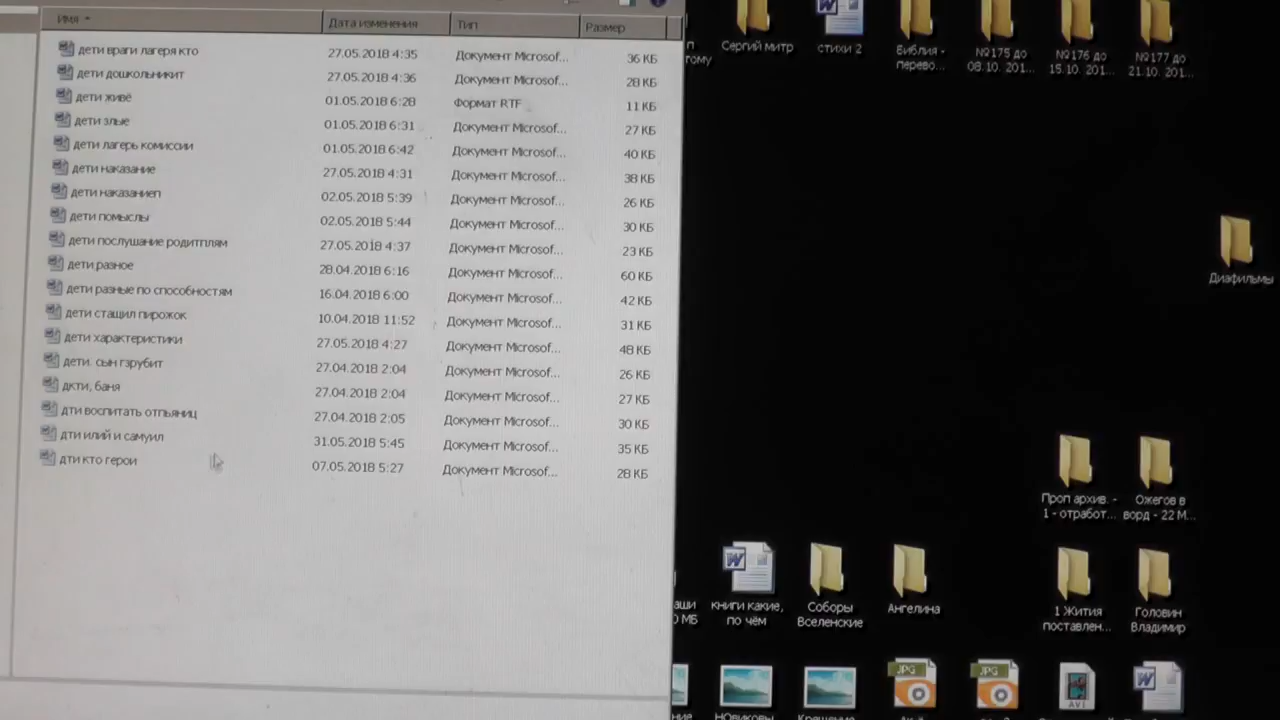 Имя Дата изменения Тип Размер
дети враги лагеря кто 27.05.2018 4:35 Документ Microsof... 36 КБ
дети дошкольникит 27.05.2018 4:36 Документ Microsof... 28 КБ
дети живё 01.05.2018 6:28 Формат RTF 11 КБ
дети злые 01.05.2018 6:31 Документ Microsof... 27 КБ
дети лагерь комиссии 01.05.2018 6:42 Документ Microsof... 40 КБ
дети наказание 27.05.2018 4:31 Документ Microsof... 38 КБ
дети наказаниеп 02.05.2018 5:39 Документ Microsof... 26 КБ
дети помыслы 02.05.2018 5:44 Документ Microsof... 30 КБ
дети послушание родитплям 27.05.2018 4:37 Документ Microsof... 23 КБ
дети разное 28.04.2018 6:16 Документ Microsof... 60 КБ
дети разные по способностям 16.04.2018 6:00 Документ Microsof... 42 КБ
дети стащил пирожок 10.04.2018 11:52 Документ Microsof... 31 КБ
дети характеристики 27.05.2018 4:27 Документ Microsof... 48 КБ
дети. сын гзрубит 27.04.2018 2:04 Документ Microsof... 26 КБ
дкти, баня 27.04.2018 2:04 Документ Microsof... 27 КБ
дти воспитать отпьяниц 27.04.2018 2:05 Документ Microsof... 30 КБ
дти илий и самуил 31.05.2018 5:45 Документ Microsof... 35 КБ
дти кто герои 07.05.2018 5:27 Документ Microsof... 28 КБ
Сергий митр
стихи 2
Библия -
перево...
№175 до
08.10. 201...
№176 до
15.10. 201...
№177 до
21.10. 201...
Диафильмы
Проп архив. -
1 - отработ...
Ожегов в
ворд - 22 М...
книги какие,
по чём
Соборы
Вселенские
Ангелина
1 Жития
поставлен...
Головин
Владимир
JPG
JPG
AVI